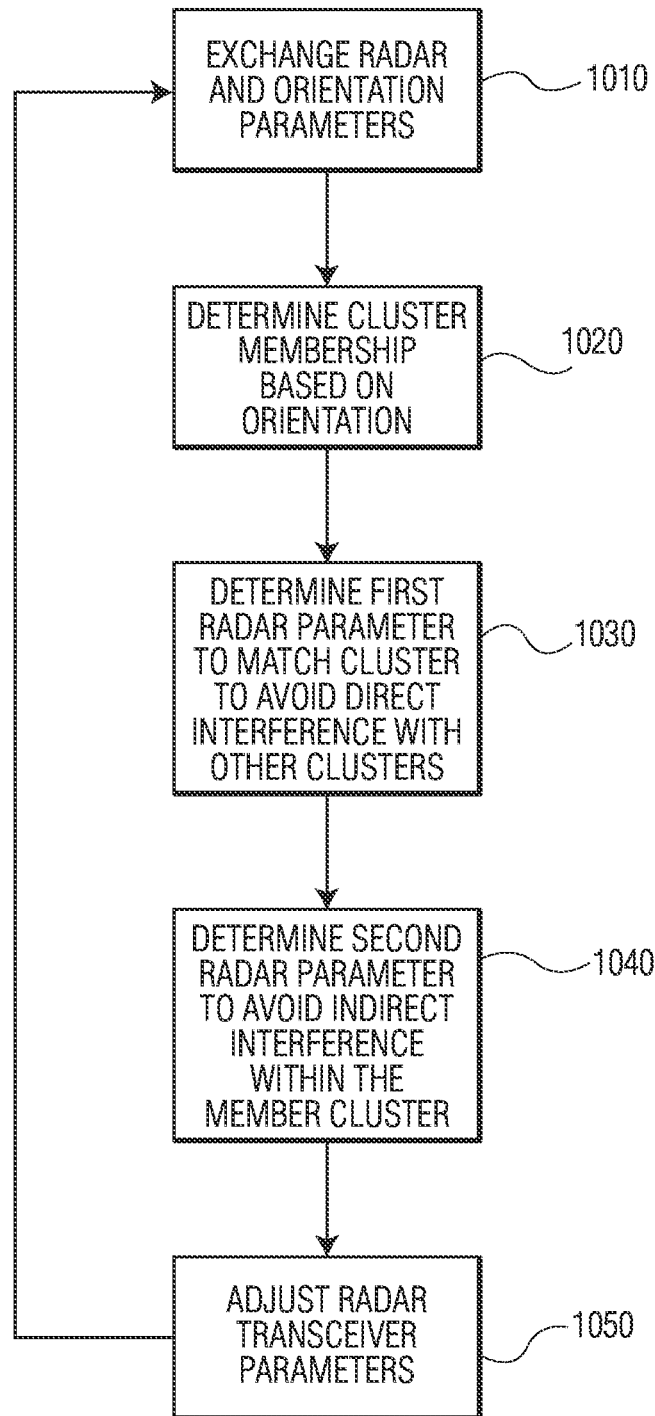 EXCHANGE RADAR
AND ORIENTATION
PARAMETERS
1010
DETERMINE CLUSTER
MEMBERSHIP
BASED ON
ORIENTATION
1020
DETERMINE FIRST
RADAR PARAMETER
TO MATCH CLUSTER
TO AVOID DIRECT
INTERFERENCE WITH
OTHER CLUSTERS
1030
DETERMINE SECOND
RADAR PARAMETER
TO AVOID INDIRECT
INTERFERENCE
WITHIN THE
MEMBER CLUSTER
1040
ADJUST RADAR
TRANSCEIVER
PARAMETERS
1050